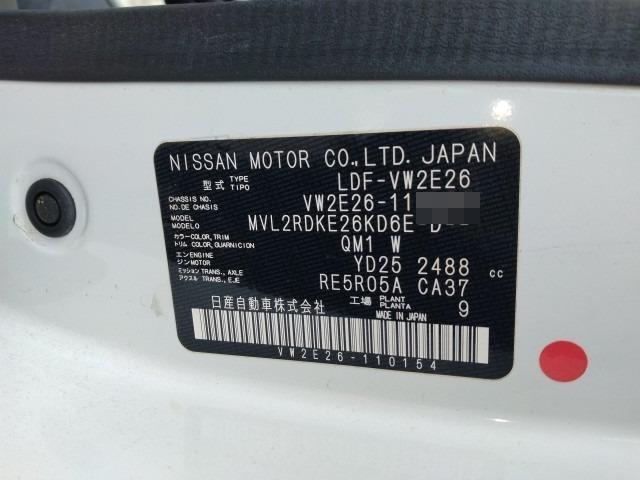 NISSAN MOTOR CO.,LTD. JAPAN
型式 TYPE TIPO LDF-VW2E26
CHASSIS NO. NO.DE CHASSIS VW2E26-11
MODEL MODELO MVL2RDKE26KD6E-D--
カラー COLOR,TRIM トリム COLOR,GUARNICION QM1 W
エンジン ENGINE MOTOR YD25 2488 cc
ミッション TRANS., AXLE アクスル TRANS., EJE RE5R05A CA37
日産自動車株式会社 工場 PLANT PLANTA 9
MADE IN JAPAN
VW2E26-110154